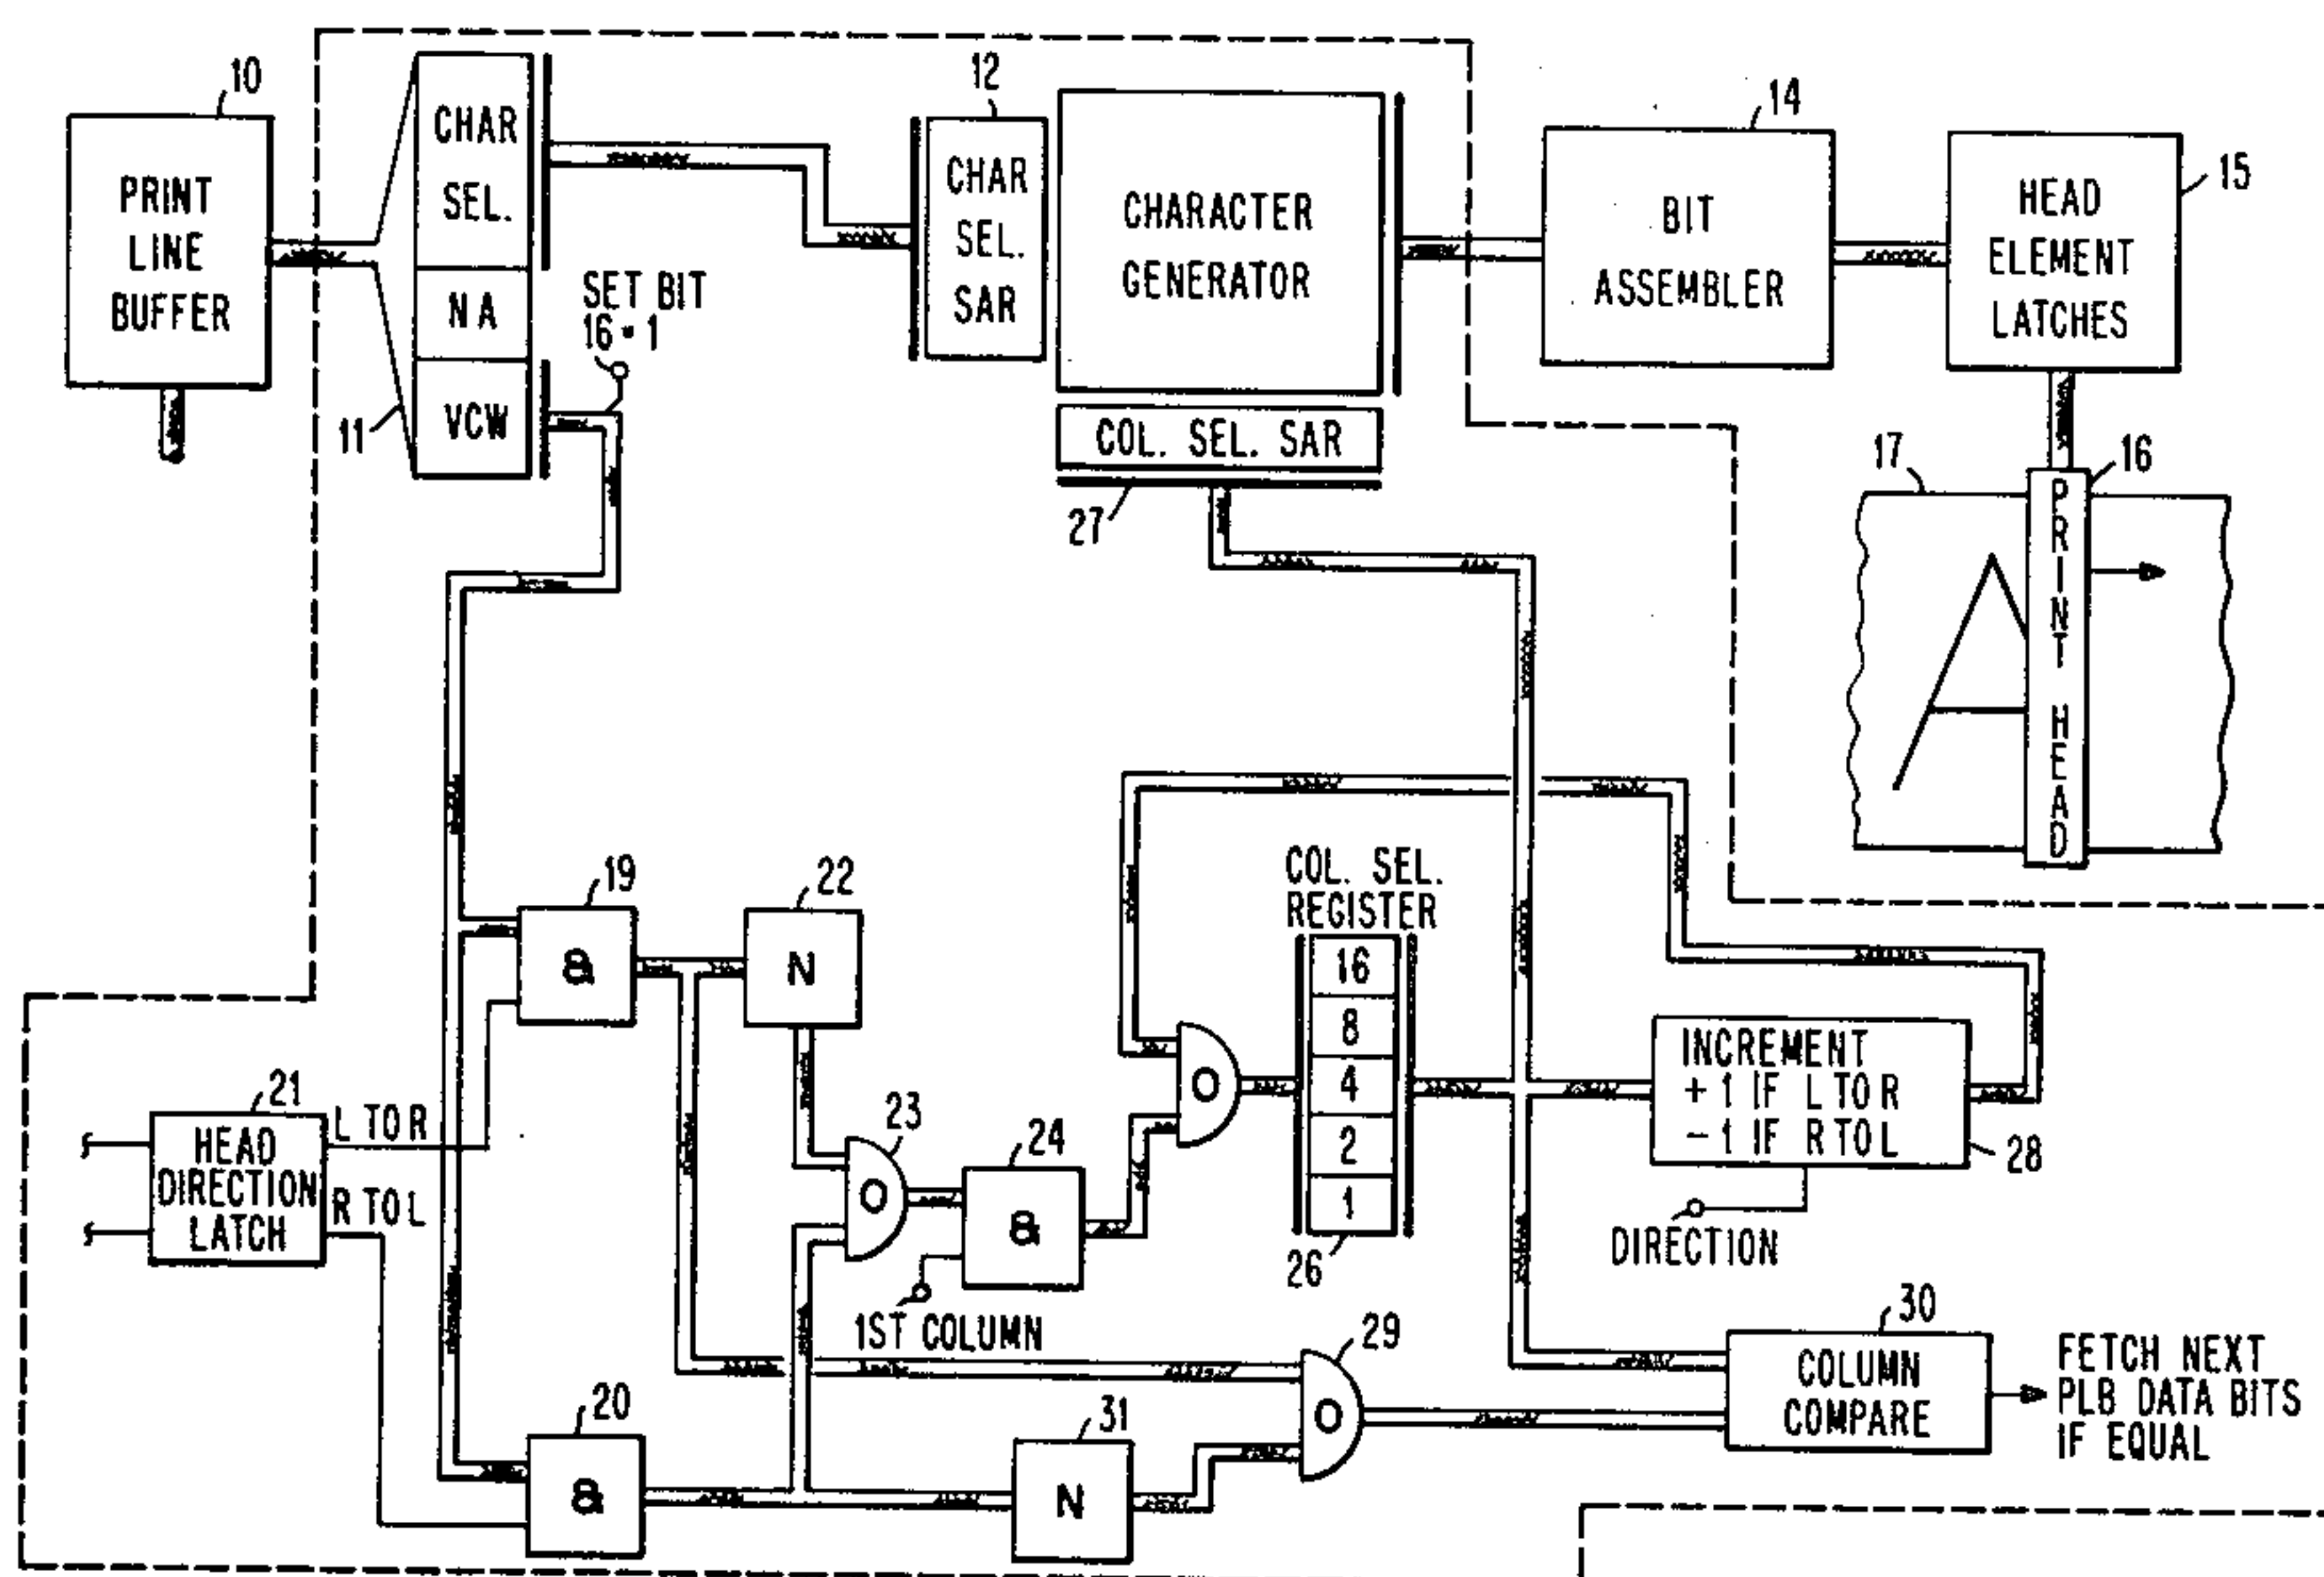 10
PRINT
LINE
BUFFER
CHAR
SEL.
NA
VCW
11
SET BIT
16 = 1
12
CHAR
SEL.
SAR
CHARACTER
GENERATOR
COL. SEL. SAR
27
14
BIT
ASSEMBLER
15
HEAD
ELEMENT
LATCHES
17
16
PRINT HEAD
19
&
22
N
21
HEAD
DIRECTION
LATCH
L TO R
R TO L
23
O
24
&
1ST COLUMN
O
COL. SEL.
REGISTER
16
8
4
2
1
26
INCREMENT
+ 1 IF L TO R
- 1 IF R TO L
28
DIRECTION
20
&
31
N
29
O
30
COLUMN
COMPARE
FETCH NEXT
PLB DATA BITS
IF EQUAL